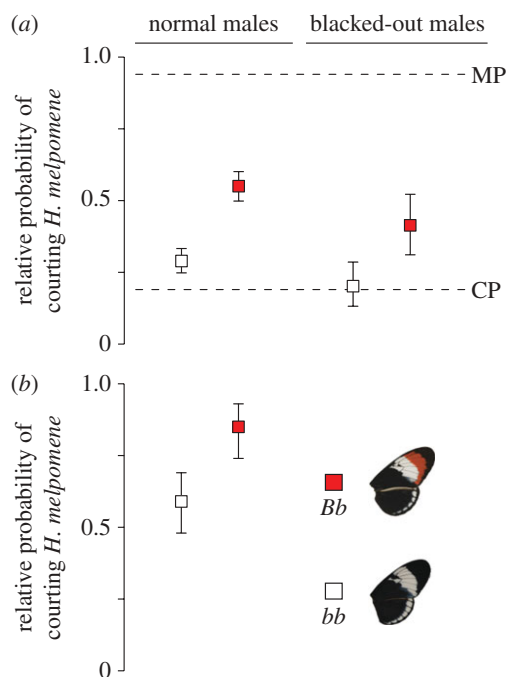 (a)
normal males
blacked-out males
relative probability of
courting H. melpomene
1.0
0.5
0
MP
CP
(b)
relative probability of
courting H. melpomene
1.0
0.5
0
Bb
bb